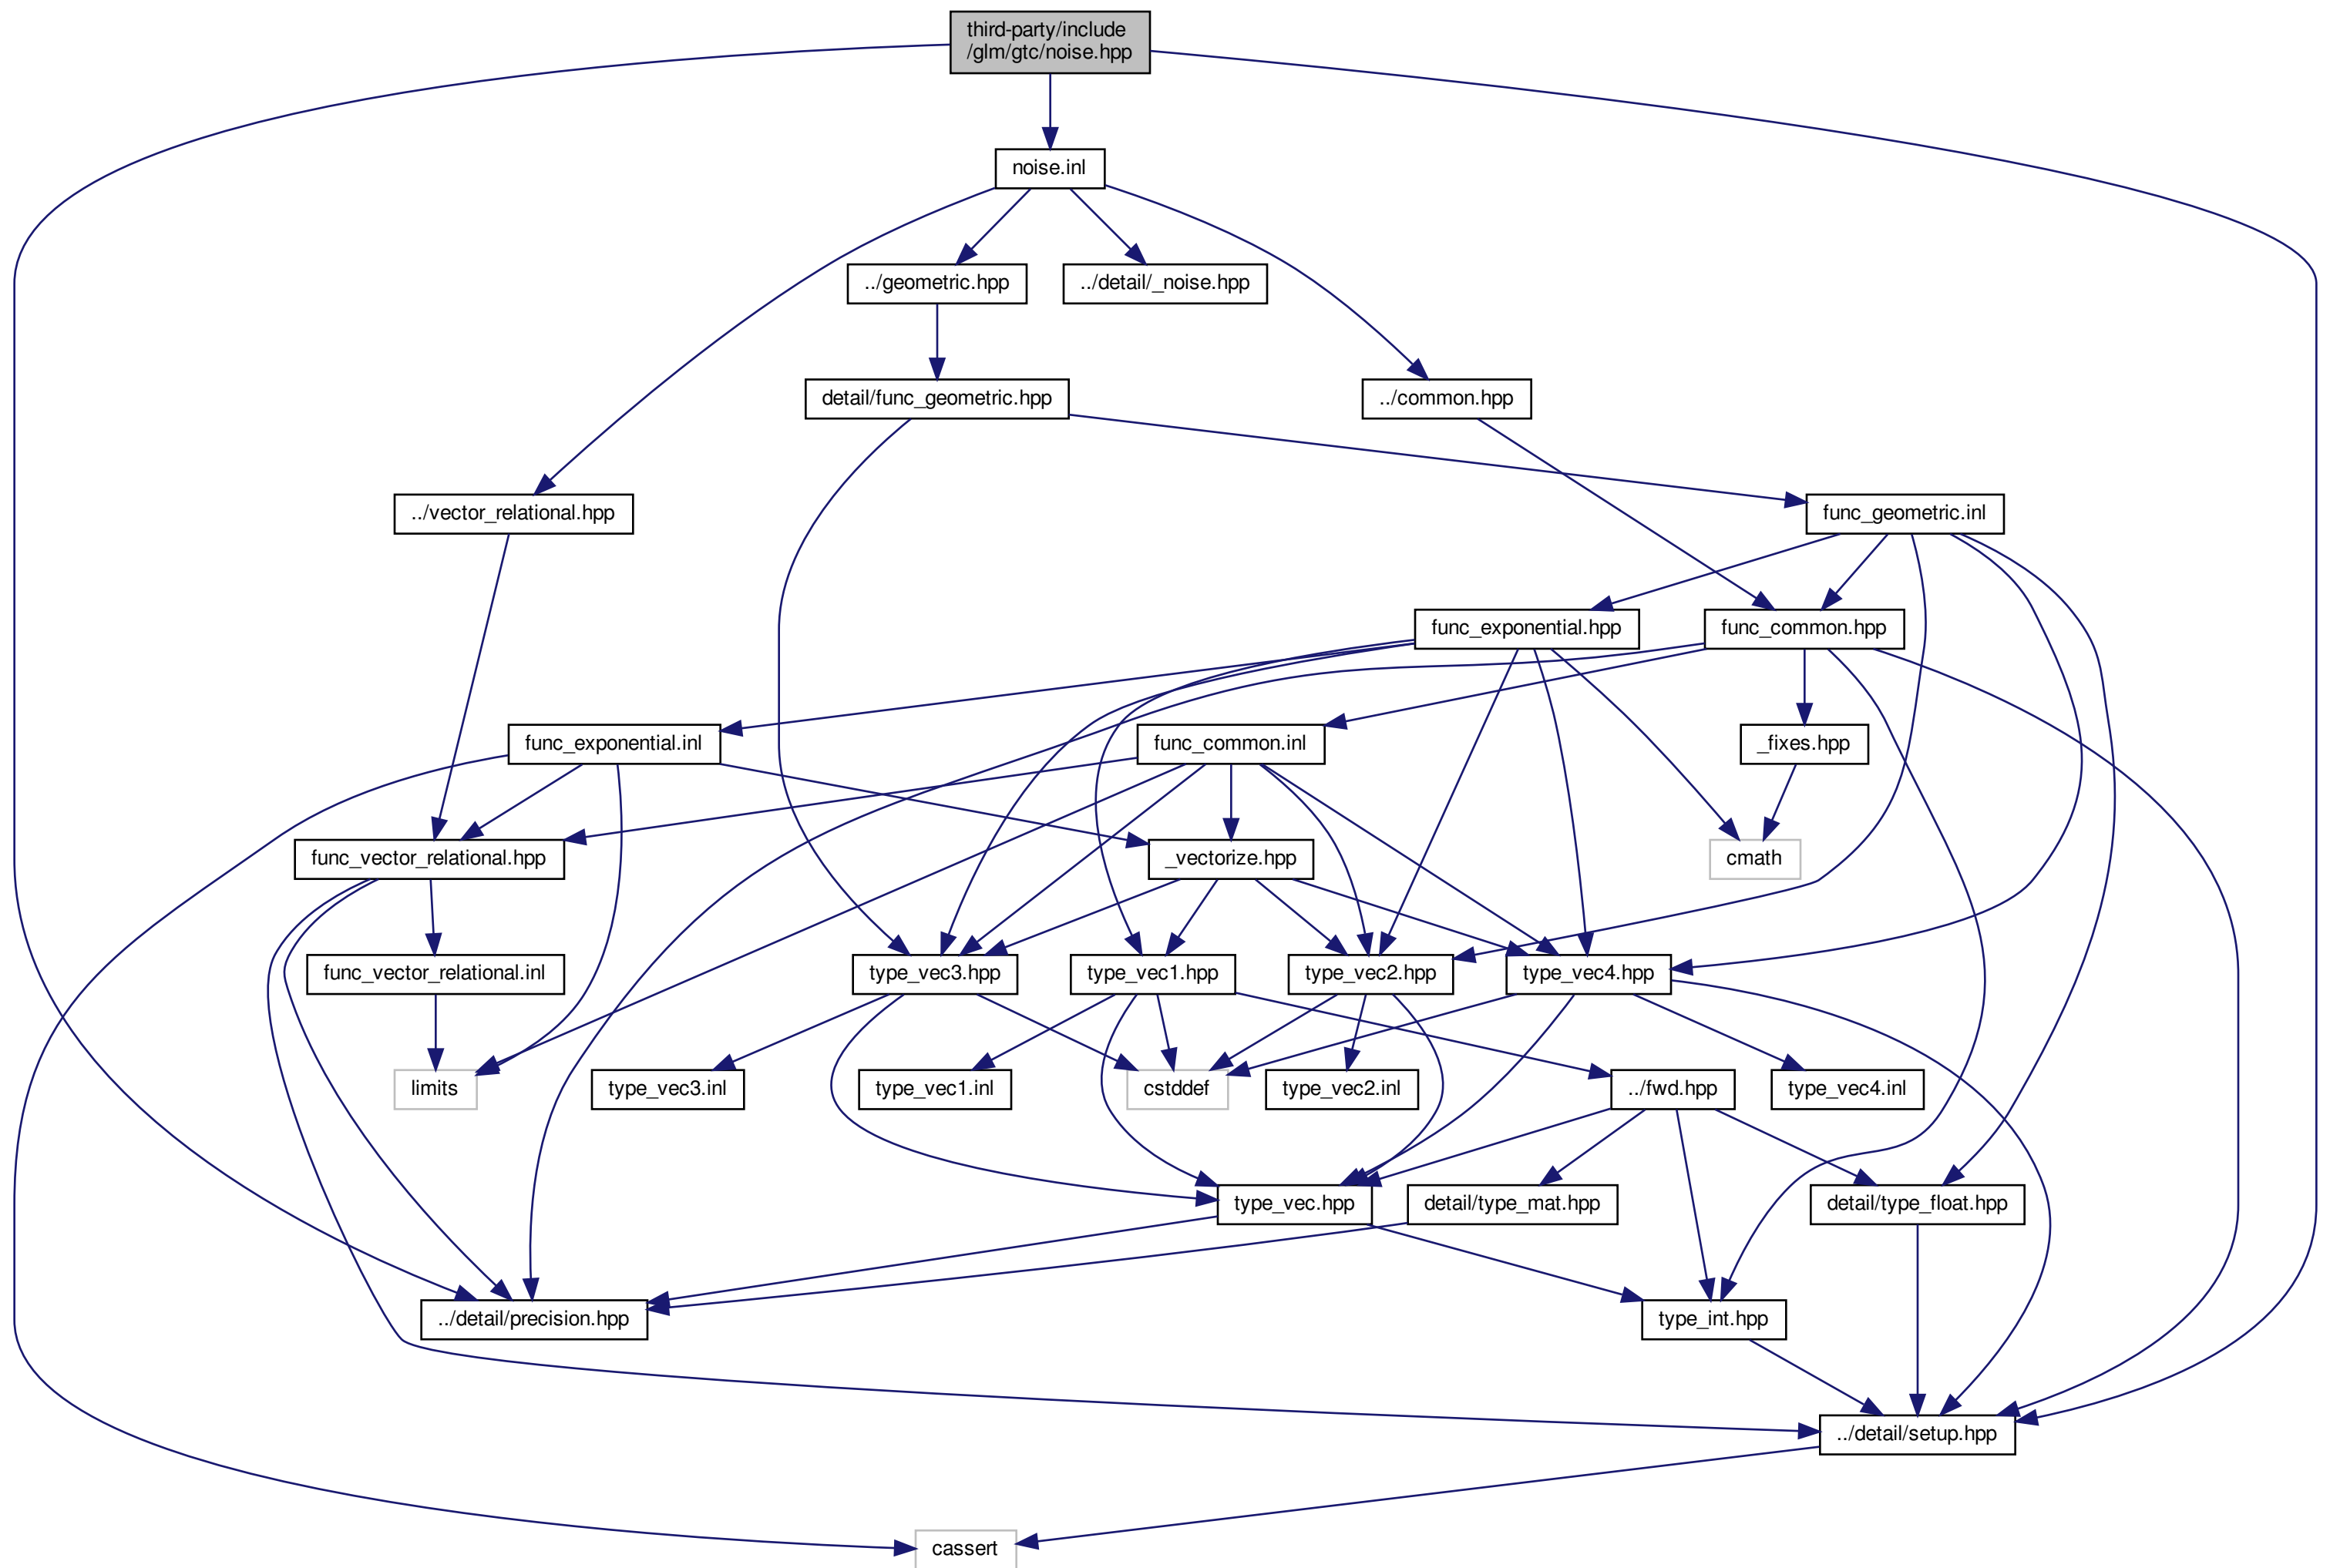 third-party/include
/glm/gtc/noise.hpp
noise.inl
../geometric.hpp
../detail/_noise.hpp
detail/func_geometric.hpp
../common.hpp
../vector_relational.hpp
func_geometric.inl
func_exponential.hpp
func_common.hpp
func_exponential.inl
func_common.inl
_fixes.hpp
func_vector_relational.hpp
_vectorize.hpp
cmath
func_vector_relational.inl
type_vec3.hpp
type_vec1.hpp
type_vec2.hpp
type_vec4.hpp
limits
type_vec3.inl
type_vec1.inl
cstddef
type_vec2.inl
../fwd.hpp
type_vec4.inl
type_vec.hpp
detail/type_mat.hpp
detail/type_float.hpp
../detail/precision.hpp
type_int.hpp
../detail/setup.hpp
cassert